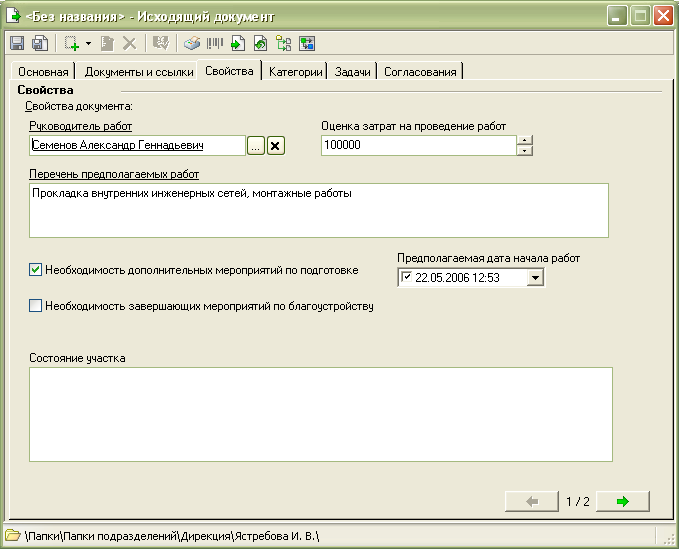 <Без названия> - Исходящий документ
Основная Документы и ссылки Свойства Категории Задачи Согласования
Свойства
Свойства документа:
Руководитель работ Оценка затрат на проведение работ
Семенов Александр Геннадьевич ... 100000
Перечень предполагаемых работ
Прокладка внутренних инженерных сетей, монтажные работы
Необходимость дополнительных мероприятий по подготовке
Предполагаемая дата начала работ
22.05.2006 12:53
Необходимость завершающих мероприятий по благоустройству
Состояние участка
1 / 2
\Папки\Папки подразделений\Дирекция\Ястребова И. В.\